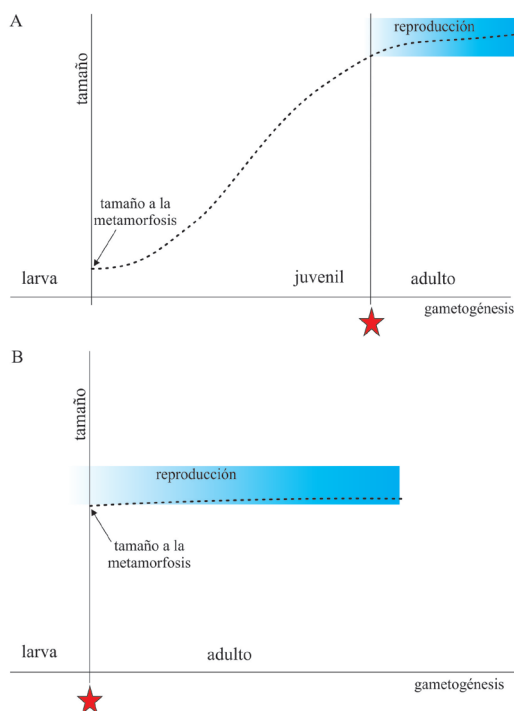 A
reproducción
tamaño
tamaño a la
metamorfosis
larva
juvenil
adulto
gametogénesis
B
tamaño
reproducción
tamaño a la
metamorfosis
larva
adulto
gametogénesis